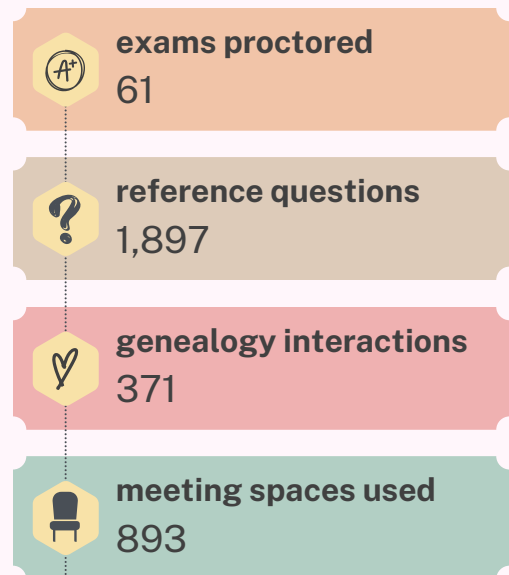 A+
exams proctored
61
reference questions
1,897
genealogy interactions
371
meeting spaces used
893